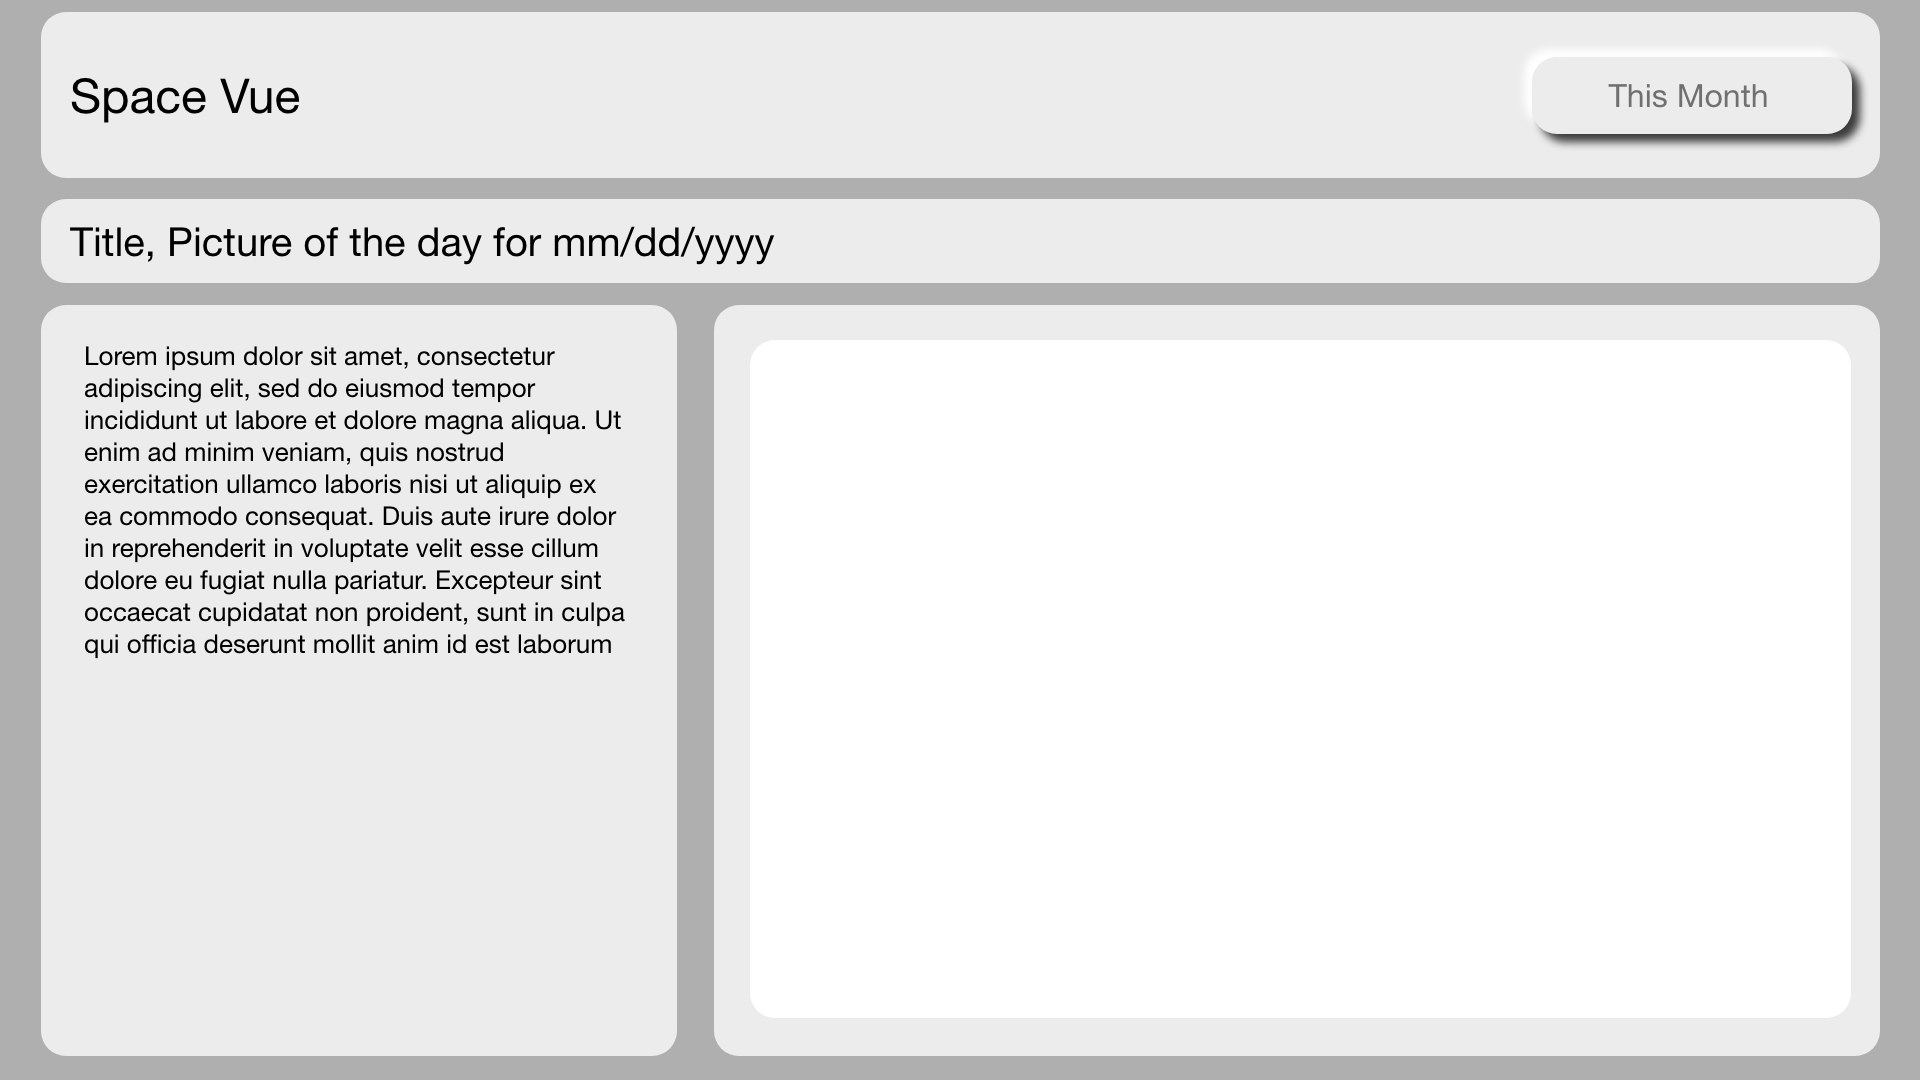 Space Vue
This Month
Title, Picture of the day for mm/dd/yyyy
Lorem ipsum dolor sit amet, consectetur
adipiscing elit, sed do eiusmod tempor
incididunt ut labore et dolore magna aliqua. Ut
enim ad minim veniam, quis nostrud
exercitation ullamco laboris nisi ut aliquip ex
ea commodo consequat. Duis aute irure dolor
in reprehenderit in voluptate velit esse cillum
dolore eu fugiat nulla pariatur. Excepteur sint
occaecat cupidatat non proident, sunt in culpa
qui officia deserunt mollit anim id est laborum